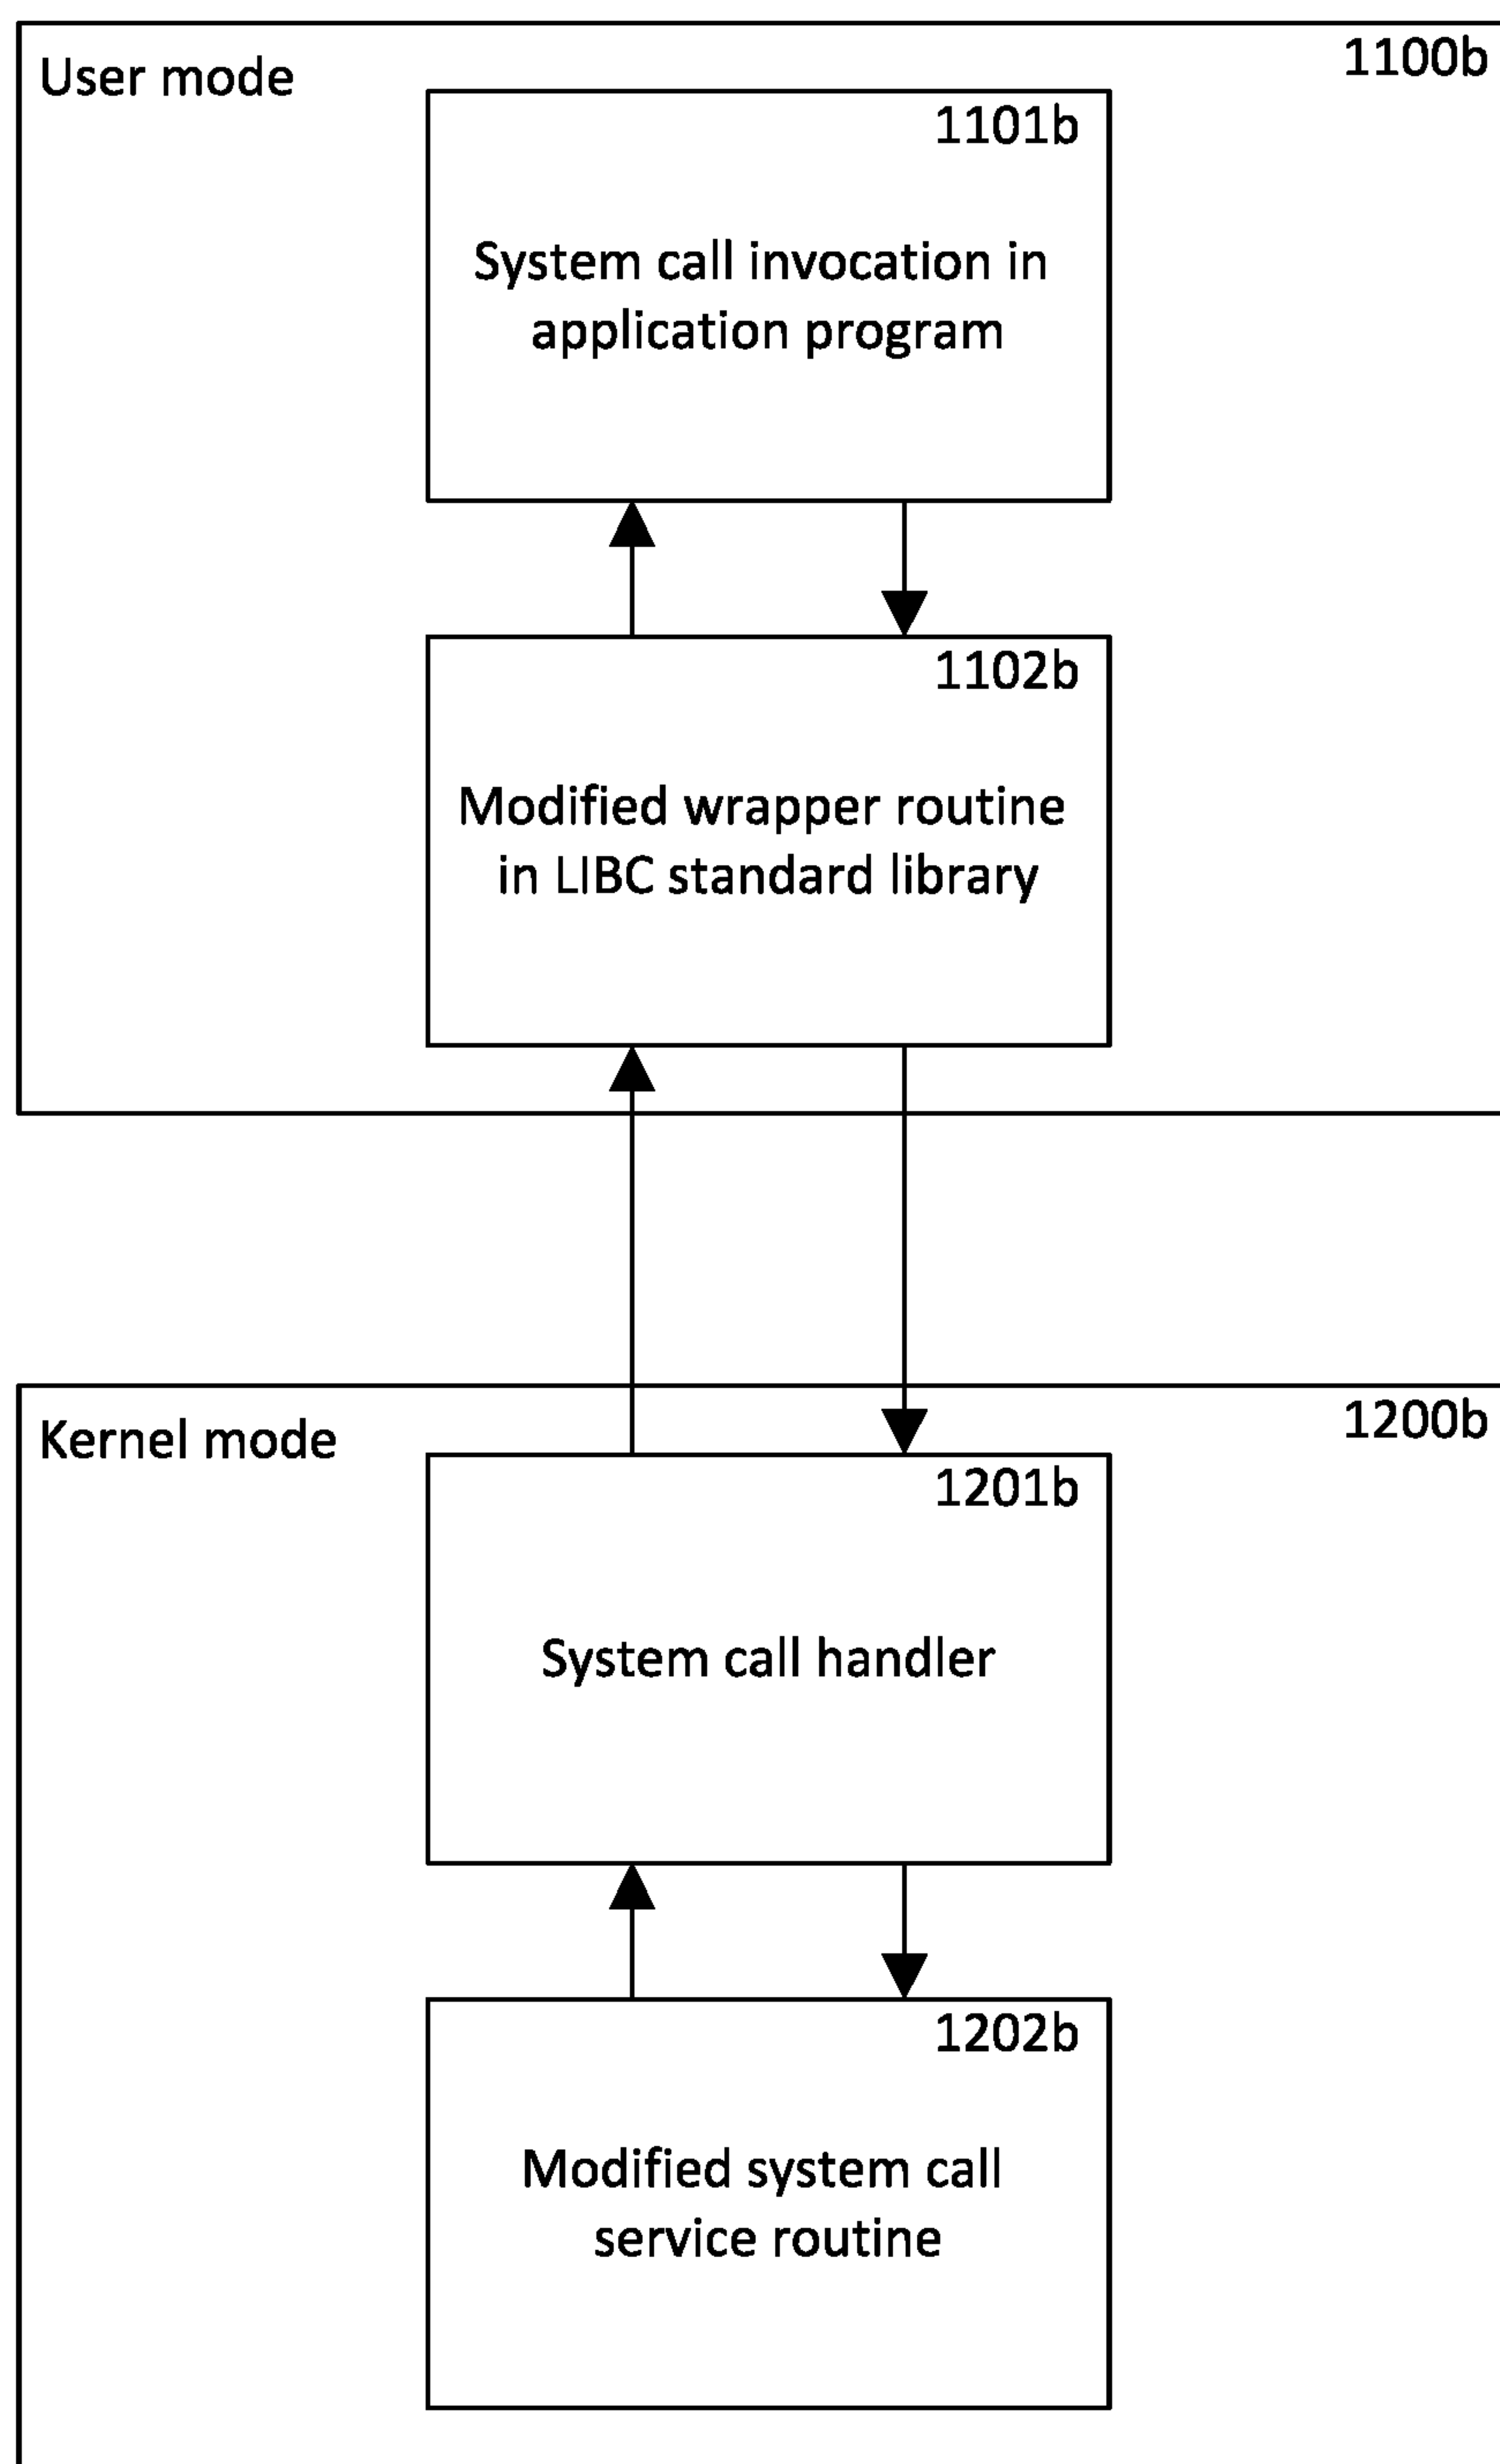 User mode
1100b
1101b
System call invocation in
application program
1102b
Modified wrapper routine
in LIBC standard library
Kernel mode
1200b
1201b
System call handler
1202b
Modified system call
service routine